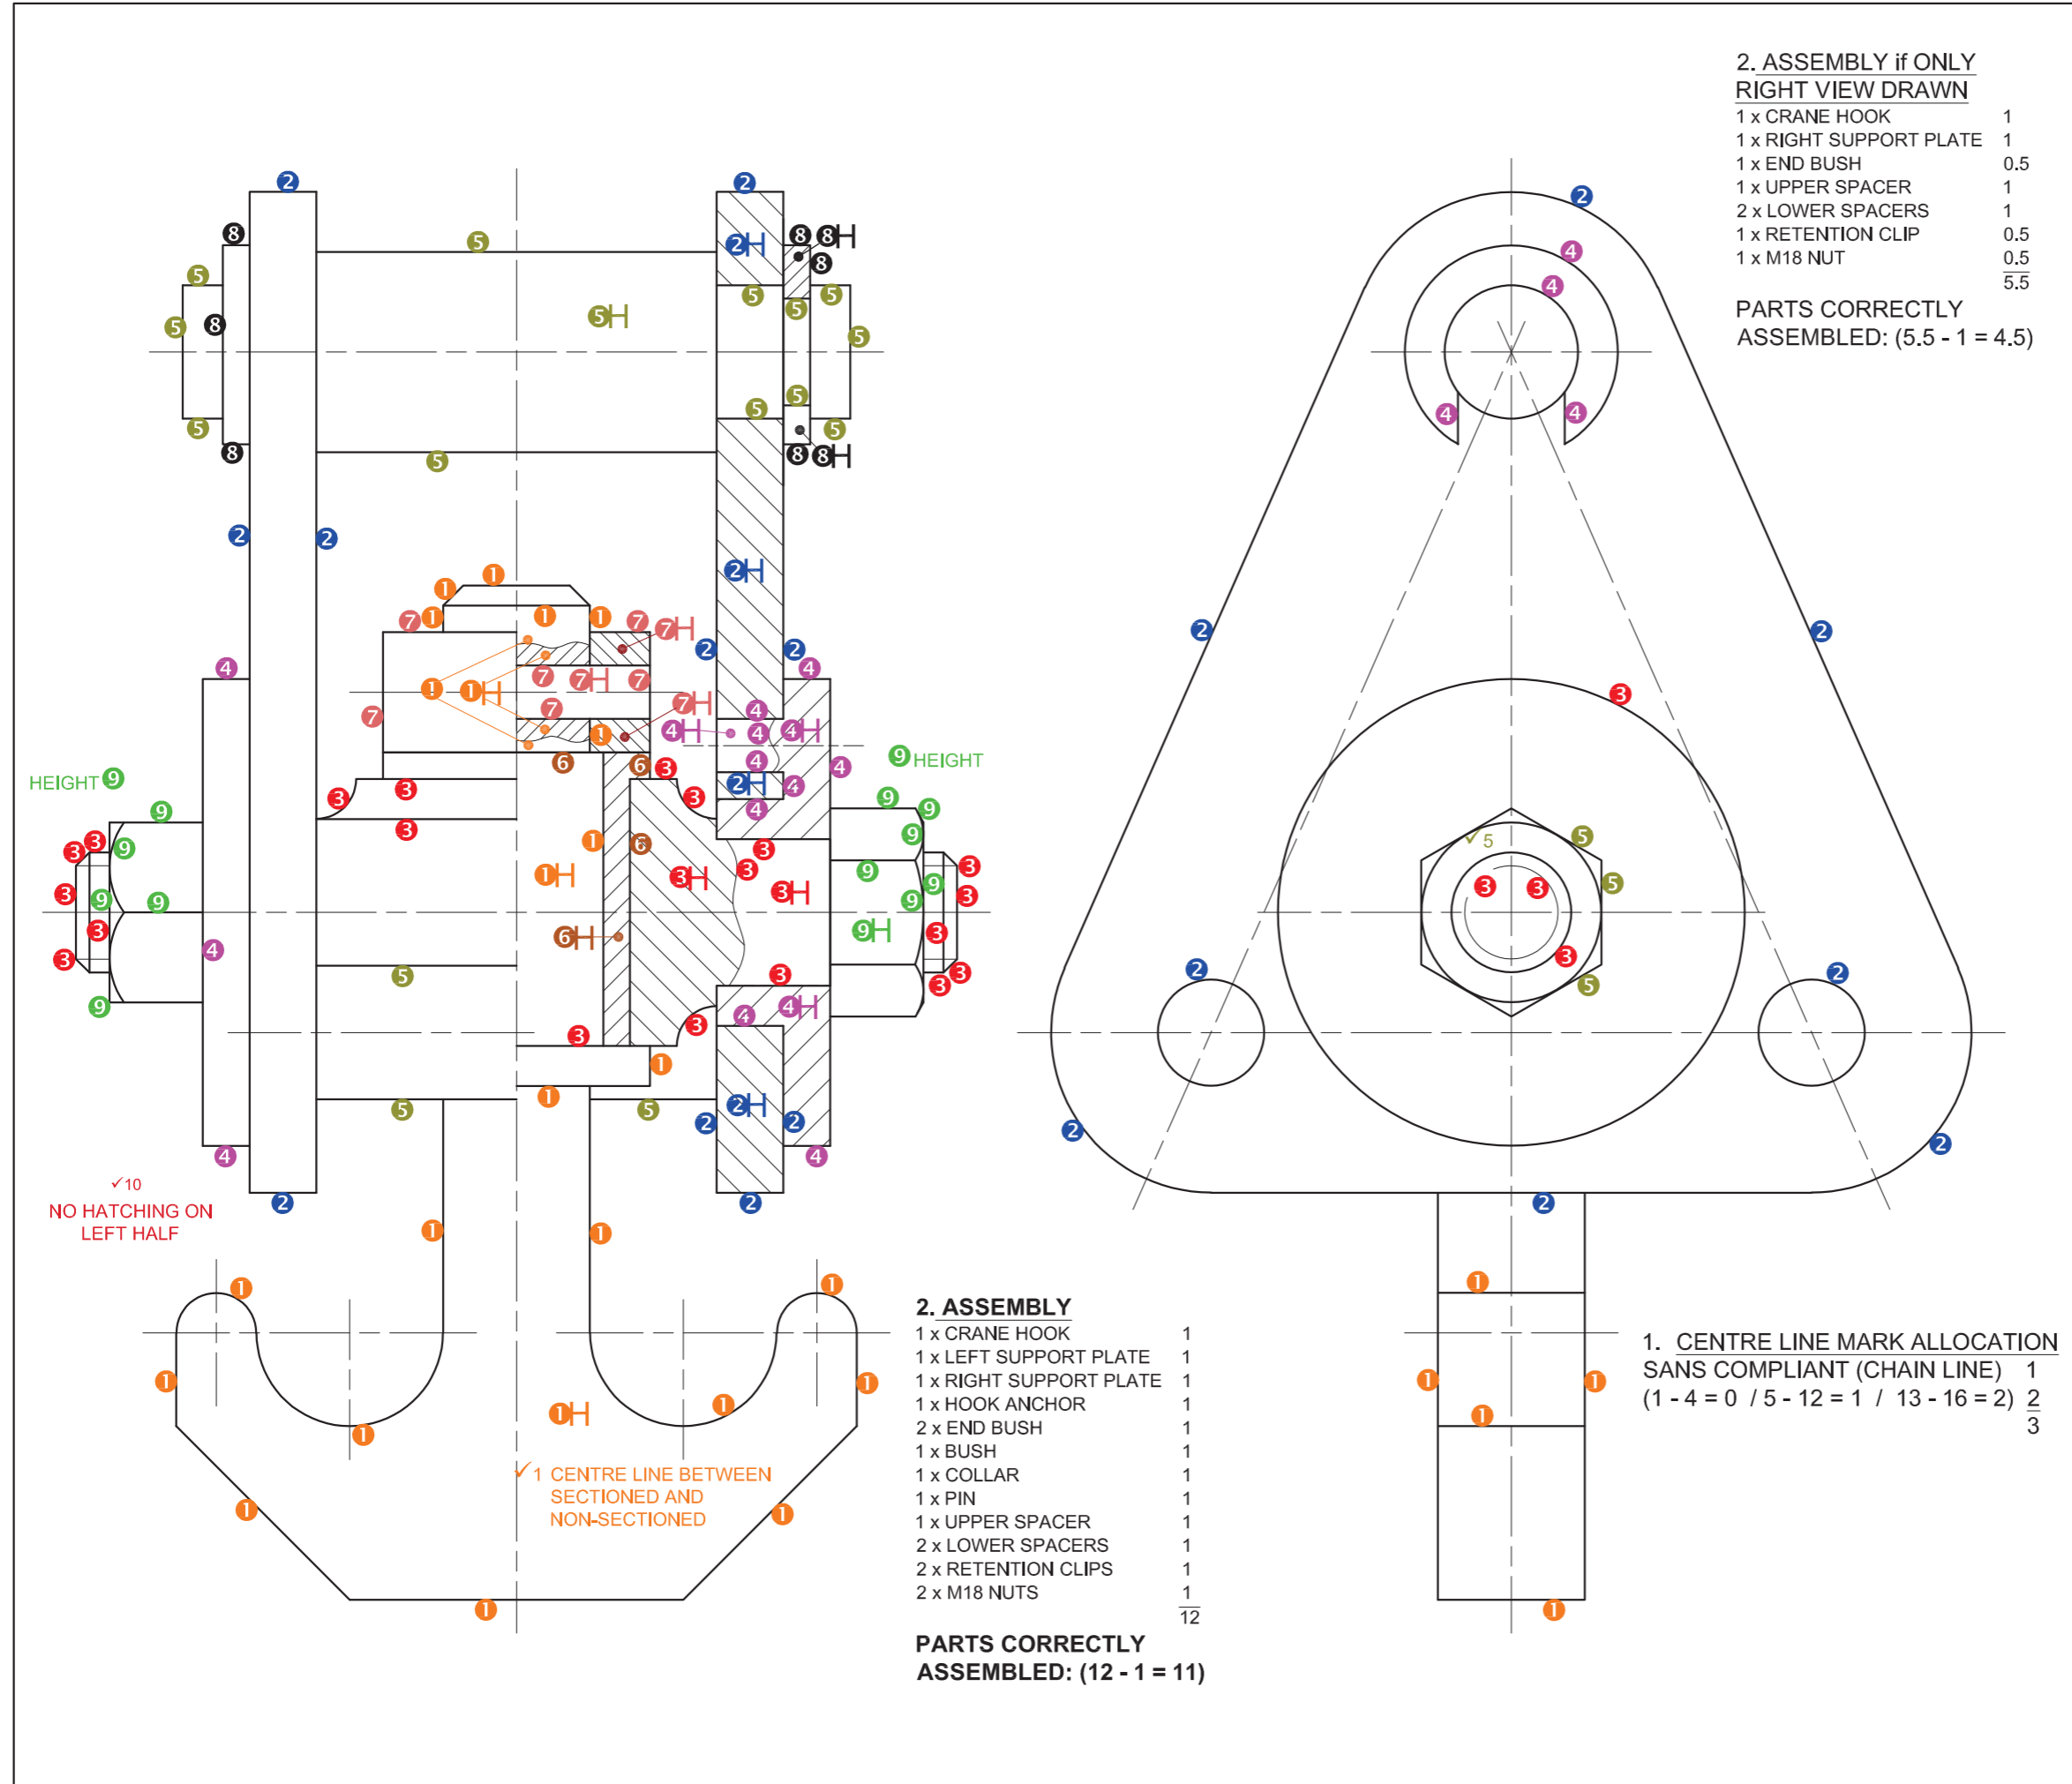 2. ASSEMBLY if ONLY
RIGHT VIEW DRAWN
1 x CRANE HOOK 1
1 x RIGHT SUPPORT PLATE 1
1 x END BUSH 0.5
1 x UPPER SPACER 1
2 x LOWER SPACERS 1
1 x RETENTION CLIP 0.5
1 x M18 NUT 0.5
5.5
PARTS CORRECTLY
ASSEMBLED: (5.5 - 1 = 4.5)
HEIGHT 9
9 HEIGHT
✓5
✓10
NO HATCHING ON
LEFT HALF
✓1 CENTRE LINE BETWEEN
SECTIONED AND
NON-SECTIONED
2. ASSEMBLY
1 x CRANE HOOK 1
1 x LEFT SUPPORT PLATE 1
1 x RIGHT SUPPORT PLATE 1
1 x HOOK ANCHOR 1
2 x END BUSH 1
1 x BUSH 1
1 x COLLAR 1
1 x PIN 1
1 x UPPER SPACER 1
2 x LOWER SPACERS 1
2 x RETENTION CLIPS 1
2 x M18 NUTS 1
12
PARTS CORRECTLY
ASSEMBLED: (12 - 1 = 11)
1. CENTRE LINE MARK ALLOCATION
SANS COMPLIANT (CHAIN LINE) 1
(1 - 4 = 0 / 5 - 12 = 1 / 13 - 16 = 2) 2
3